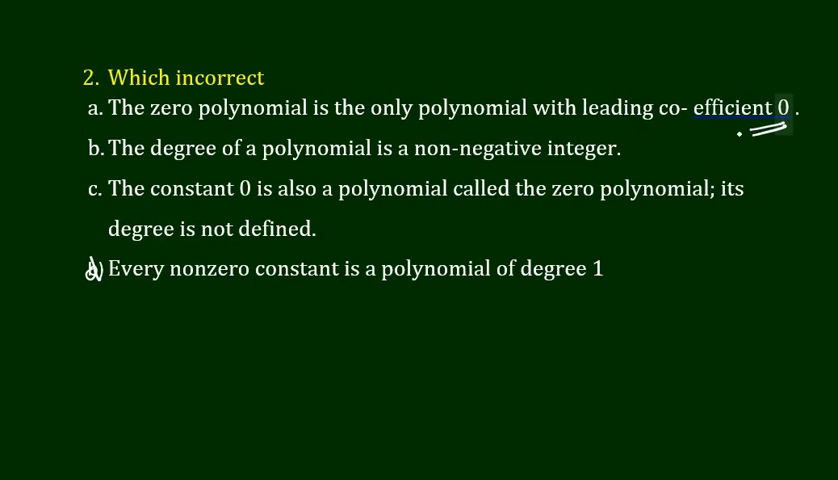 2. Which incorrect
a. The zero polynomial is the only polynomial with leading co- efficient 0 .
b. The degree of a polynomial is a non-negative integer.
c. The constant 0 is also a polynomial called the zero polynomial; its
degree is not defined.
d) Every nonzero constant is a polynomial of degree 1